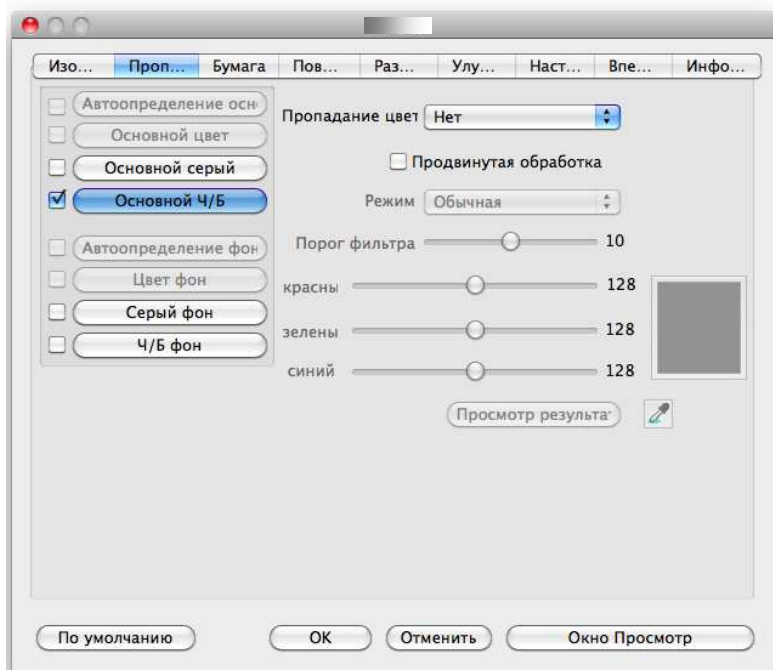 Изо... Проп... Бумага Пов... Раз... Улу... Наст... Впе... Инфо...
Автоопределение осн
Основной цвет
Основной серый
Основной Ч/Б
Автоопределение фон
Цвет фон
Серый фон
Ч/Б фон
Пропадание цвет Нет
Продвинутая обработка
Режим Обычная
Порог фильтра 10
красны 128
зелены 128
синий 128
Просмотр результа
По умолчанию OK Отменить Окно Просмотр